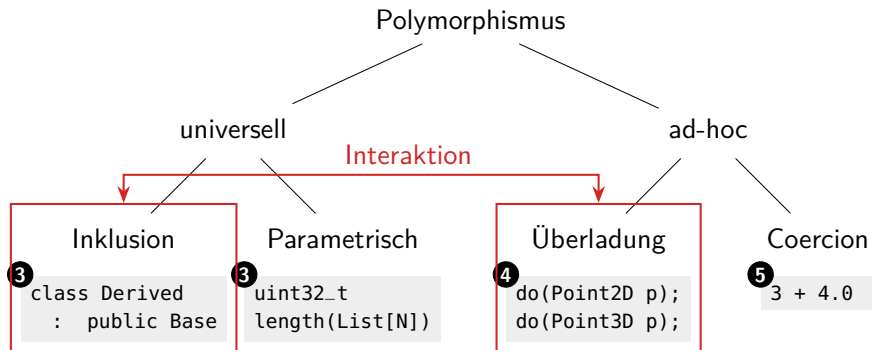 Polymorphismus
universell
ad-hoc
Interaktion
Inklusion
Parametrisch
Überladung
Coercion
3
class Derived
: public Base
3
uint32_t
length(List[N])
4
do(Point2D p);
do(Point3D p);
5
3 + 4.0